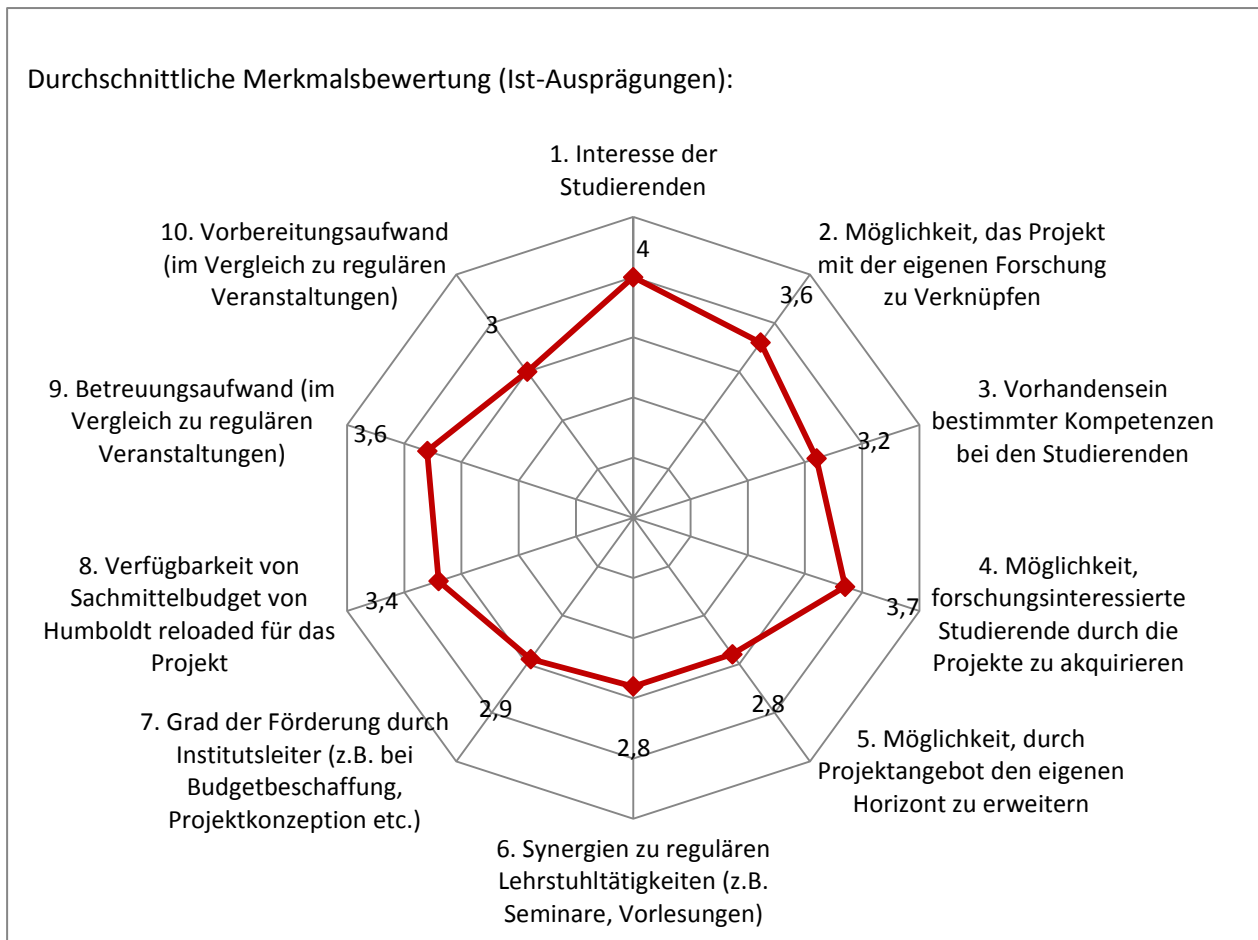 Durchschnittliche Merkmalsbewertung (Ist-Ausprägungen):
1. Interesse der
Studierenden
4
2. Möglichkeit, das Projekt
mit der eigenen Forschung
zu Verknüpfen
3,6
3. Vorhandensein
bestimmter Kompetenzen
bei den Studierenden
3,2
4. Möglichkeit,
forschungsinteressierte
Studierende durch die
Projekte zu akquirieren
3,7
5. Möglichkeit, durch
Projektangebot den eigenen
Horizont zu erweitern
2,8
6. Synergien zu regulären
Lehrstuhltätigkeiten (z.B.
Seminare, Vorlesungen)
2,8
7. Grad der Förderung durch
Institutsleiter (z.B. bei
Budgetbeschaffung,
Projektkonzeption etc.)
2,9
8. Verfügbarkeit von
Sachmittelbudget von
Humboldt reloaded für das
Projekt
3,4
9. Betreuungsaufwand (im
Vergleich zu regulären
Veranstaltungen)
3,6
10. Vorbereitungsaufwand
(im Vergleich zu regulären
Veranstaltungen)
3